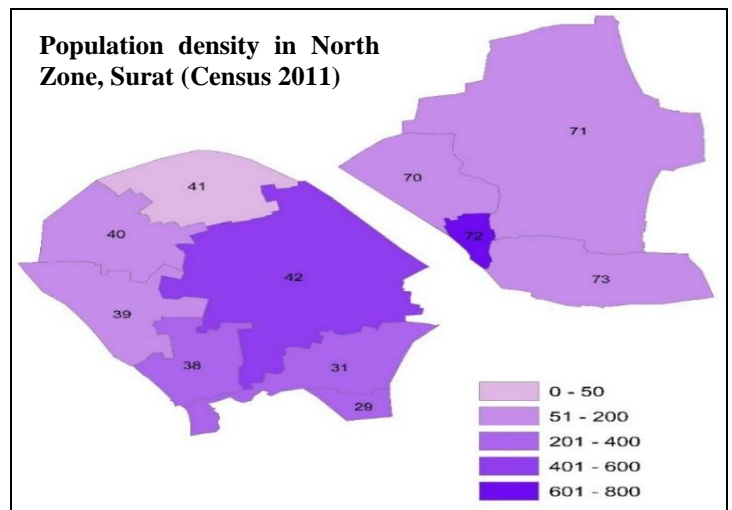 Population density in North
Zone, Surat (Census 2011)
71
70
41
40
72
42
73
39
38
31
29
0 - 50
51 - 200
201 - 400
401 - 600
601 - 800